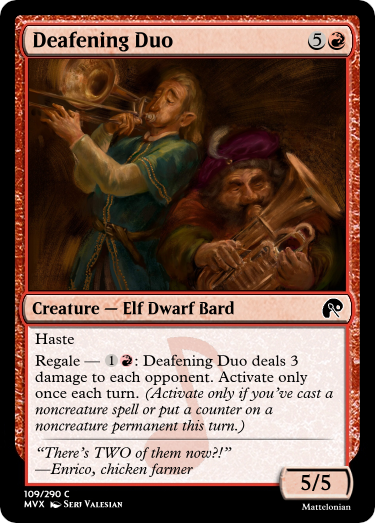 Deafening Duo 5
Creature — Elf Dwarf Bard
Haste
Regale — 1 : Deafening Duo deals 3
damage to each opponent. Activate only
once each turn. (Activate only if you've cast a
noncreature spell or put a counter on a
noncreature permanent this turn.)
"There's TWO of them now?!"
—Enrico, chicken farmer
5/5
109/290 C
MVX Seri Valesian
Mattelonian